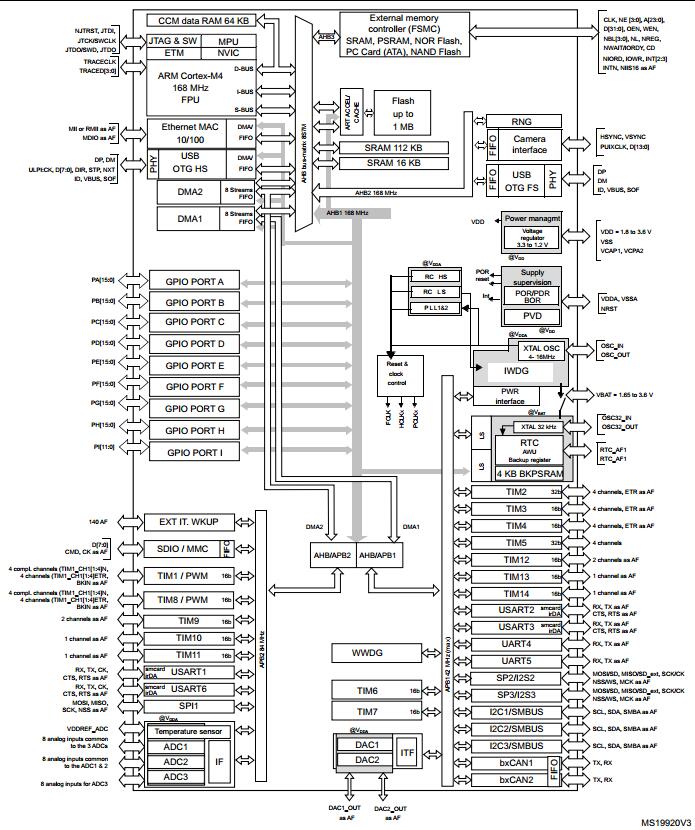 CCM data RAM 64 KB
NJTRST, JTDI,
JTCK/SWCLK
JTDO/SWD, JTDO
JTAG & SW
MPU
ETM
NVIC
TRACECLK
TRACED[3:0]
ARM Cortex-M4
168 MHz
FPU
D-BUS
I-BUS
S-BUS
MII or RMII as AF
MDIO as AF
Ethernet MAC
10/100
DMA/
FIFO
DP, DM
ULPI:CK, D[7:0], DIR, STP, NXT
ID, VBUS, SOF
PHY
USB
OTG HS
DMA/
FIFO
DMA2
8 Streams
FIFO
DMA1
8 Streams
FIFO
AHB bus-matrix 8S7M
AHB3
External memory
controller (FSMC)
SRAM, PSRAM, NOR Flash,
PC Card (ATA), NAND Flash
CLK, NE [3:0], A[23:0],
D[31:0], OEN, WEN,
NBL[3:0], NL, NREG,
NWAIT/IORDY, CD
NIORD, IOWR, INT[2:3]
INTN, NIIS16 as AF
ART ACCEL/
CACHE
Flash
up to
1 MB
SRAM 112 KB
SRAM 16 KB
AHB2 168 MHz
AHB1 168 MHz
RNG
FIFO
Camera
interface
HSYNC, VSYNC
PUIXCLK, D[13:0]
FIFO
USB
OTG FS
PHY
DP
DM
ID, VBUS, SOF
VDD
Power managmt
Voltage
regulator
3.3 to 1.2 V
@VDD
VDD = 1.8 to 3.6 V
VSS
VCAP1, VCPA2
@VDDA
RC HS
RC LS
PLL1&2
POR
reset
Int
Supply
supervision
POR/PDR
BOR
PVD
@VDD
VDDA, VSSA
NRST
@VDDA
XTAL OSC
4- 16MHz
OSC_IN
OSC_OUT
IWDG
PWR
interface
VBAT = 1.65 to 3.6 V
Reset &
clock
control
FCLK
HCLKx
PCLKx
@VBAT
LS
LS
XTAL 32 kHz
RTC
AWU
Backup register
4 KB BKPSRAM
OSC32_IN
OSC32_OUT
RTC_AF1
RTC_AF1
PA[15:0]
GPIO PORT A
PB[15:0]
GPIO PORT B
PC[15:0]
GPIO PORT C
PD[15:0]
GPIO PORT D
PE[15:0]
GPIO PORT E
PF[15:0]
GPIO PORT F
PG[15:0]
GPIO PORT G
PH[15:0]
GPIO PORT H
PI[11:0]
GPIO PORT I
DMA2
DMA1
AHB/APB2
AHB/APB1
140 AF
EXT IT. WKUP
D[7:0]
CMD, CK as AF
SDIO / MMC
FIFO
4 compl. channels (TIM1_CH1[1:4]N,
4 channels (TIM1_CH1[1:4]ETR,
BKIN as AF
TIM1 / PWM
16b
4 compl. channels (TIM1_CH1[1:4]N,
4 channels (TIM1_CH1[1:4]ETR,
BKIN as AF
TIM8 / PWM
16b
2 channels as AF
TIM9
16b
1 channel as AF
TIM10
16b
1 channel as AF
TIM11
16b
RX, TX, CK,
CTS, RTS as AF
smcard
irDA
USART1
RX, TX, CK,
CTS, RTS as AF
smcard
irDA
USART6
MOSI, MISO,
SCK, NSS as AF
SPI1
VDDREF_ADC
@VDDA
Temperature sensor
8 analog inputs common
to the 3 ADCs
ADC1
8 analog inputs common
to the ADC1 & 2
ADC2
8 analog inputs for ADC3
ADC3
IF
APB2 84 MHz
WWDG
TIM6
16b
TIM7
16b
@VDDA
DAC1
DAC2
ITF
DAC1_OUT
as AF
DAC2_OUT
as AF
APB1 42 MHz (max)
TIM2
32b
4 channels, ETR as AF
TIM3
16b
4 channels, ETR as AF
TIM4
16b
4 channels, ETR as AF
TIM5
32b
4 channels
TIM12
16b
2 channels as AF
TIM13
16b
1 channel as AF
TIM14
16b
1 channel as AF
USART2
smcard
irDA
RX, TX as AF
CTS, RTS as AF
USART3
smcard
irDA
RX, TX as AF
CTS, RTS as AF
UART4
RX, TX as AF
UART5
RX, TX as AF
SP2/I2S2
MOSI/SD, MISO/SD_ext, SCK/CK
NSS/WS, MCK as AF
SP3/I2S3
MOSI/SD, MISO/SD_ext, SCK/CK
NSS/WS, MCK as AF
I2C1/SMBUS
SCL, SDA, SMBA as AF
I2C2/SMBUS
SCL, SDA, SMBA as AF
I2C3/SMBUS
SCL, SDA, SMBA as AF
bxCAN1
TX, RX
bxCAN2
FIFO
TX, RX
MS19920V3